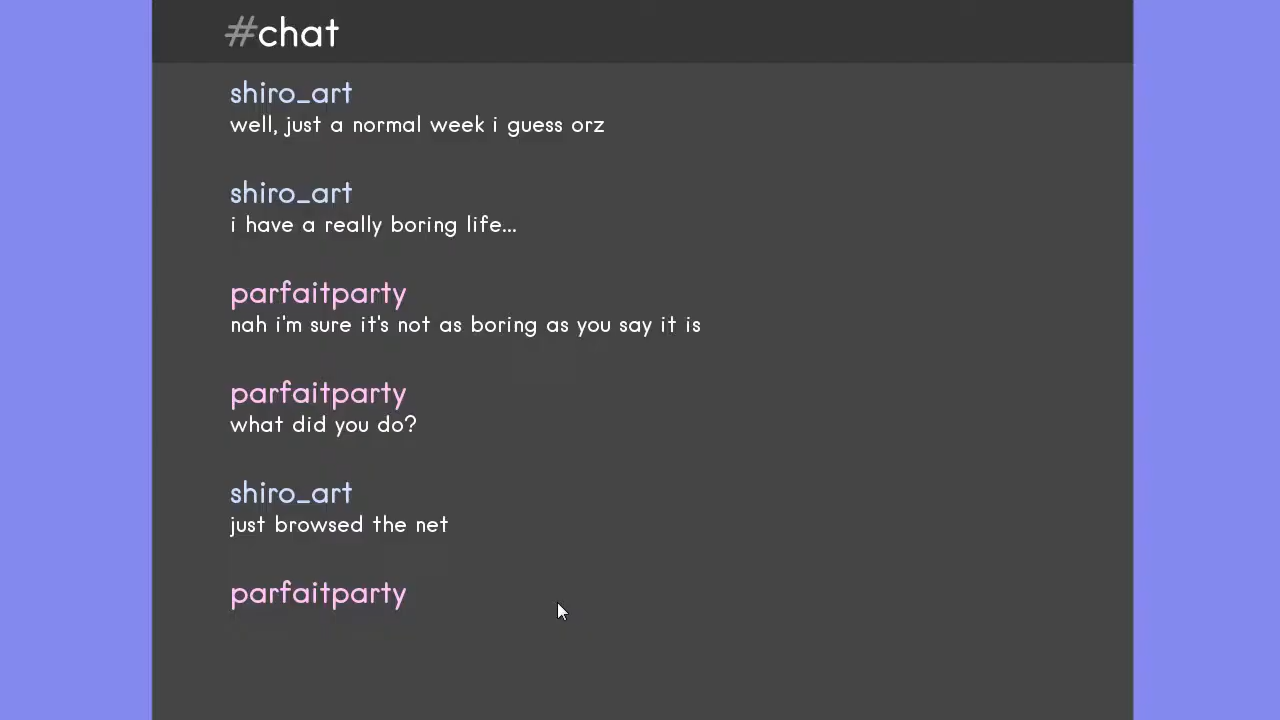 #chat
shiro_art
well, just a normal week i guess orz
shiro_art
i have a really boring life...
parfaitparty
nah i'm sure it's not as boring as you say it is
parfaitparty
what did you do?
shiro_art
just browsed the net
parfaitparty